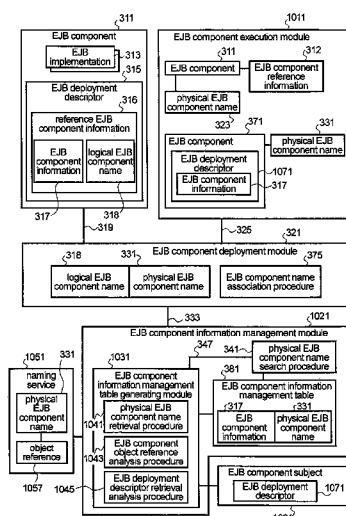 311
EJB component
EJB
implementation
313
315
EJB deployment
descriptor
316
reference EJB
component information
EJB
component
information
logical EJB
component
name
317
318
319
1011
EJB component execution module
311
312
EJB component
EJB component
reference
information
physical EJB
component name
323
371
331
EJB component
physical EJB
component name
EJB deployment
descriptor
EJB component
information
1071
317
325
321
EJB component deployment module
318
331
375
logical EJB
component
name
physical EJB
component
name
EJB component name
association procedure
333
1021
EJB component information management module
1051
331
naming
service
physical
EJB
component
name
object
reference
1057
1031
347
EJB component
information management
table generating module
physical EJB
component name
retrieval procedure
1041
EJB component
object reference
analysis procedure
1043
EJB deployment
descriptor retrieval
analysis procedure
1045
341
physical EJB
component name
search procedure
381
EJB component information
management table
317
331
EJB
component
information
physical EJB
component
name
EJB component subject
EJB deployment
descriptor
1071